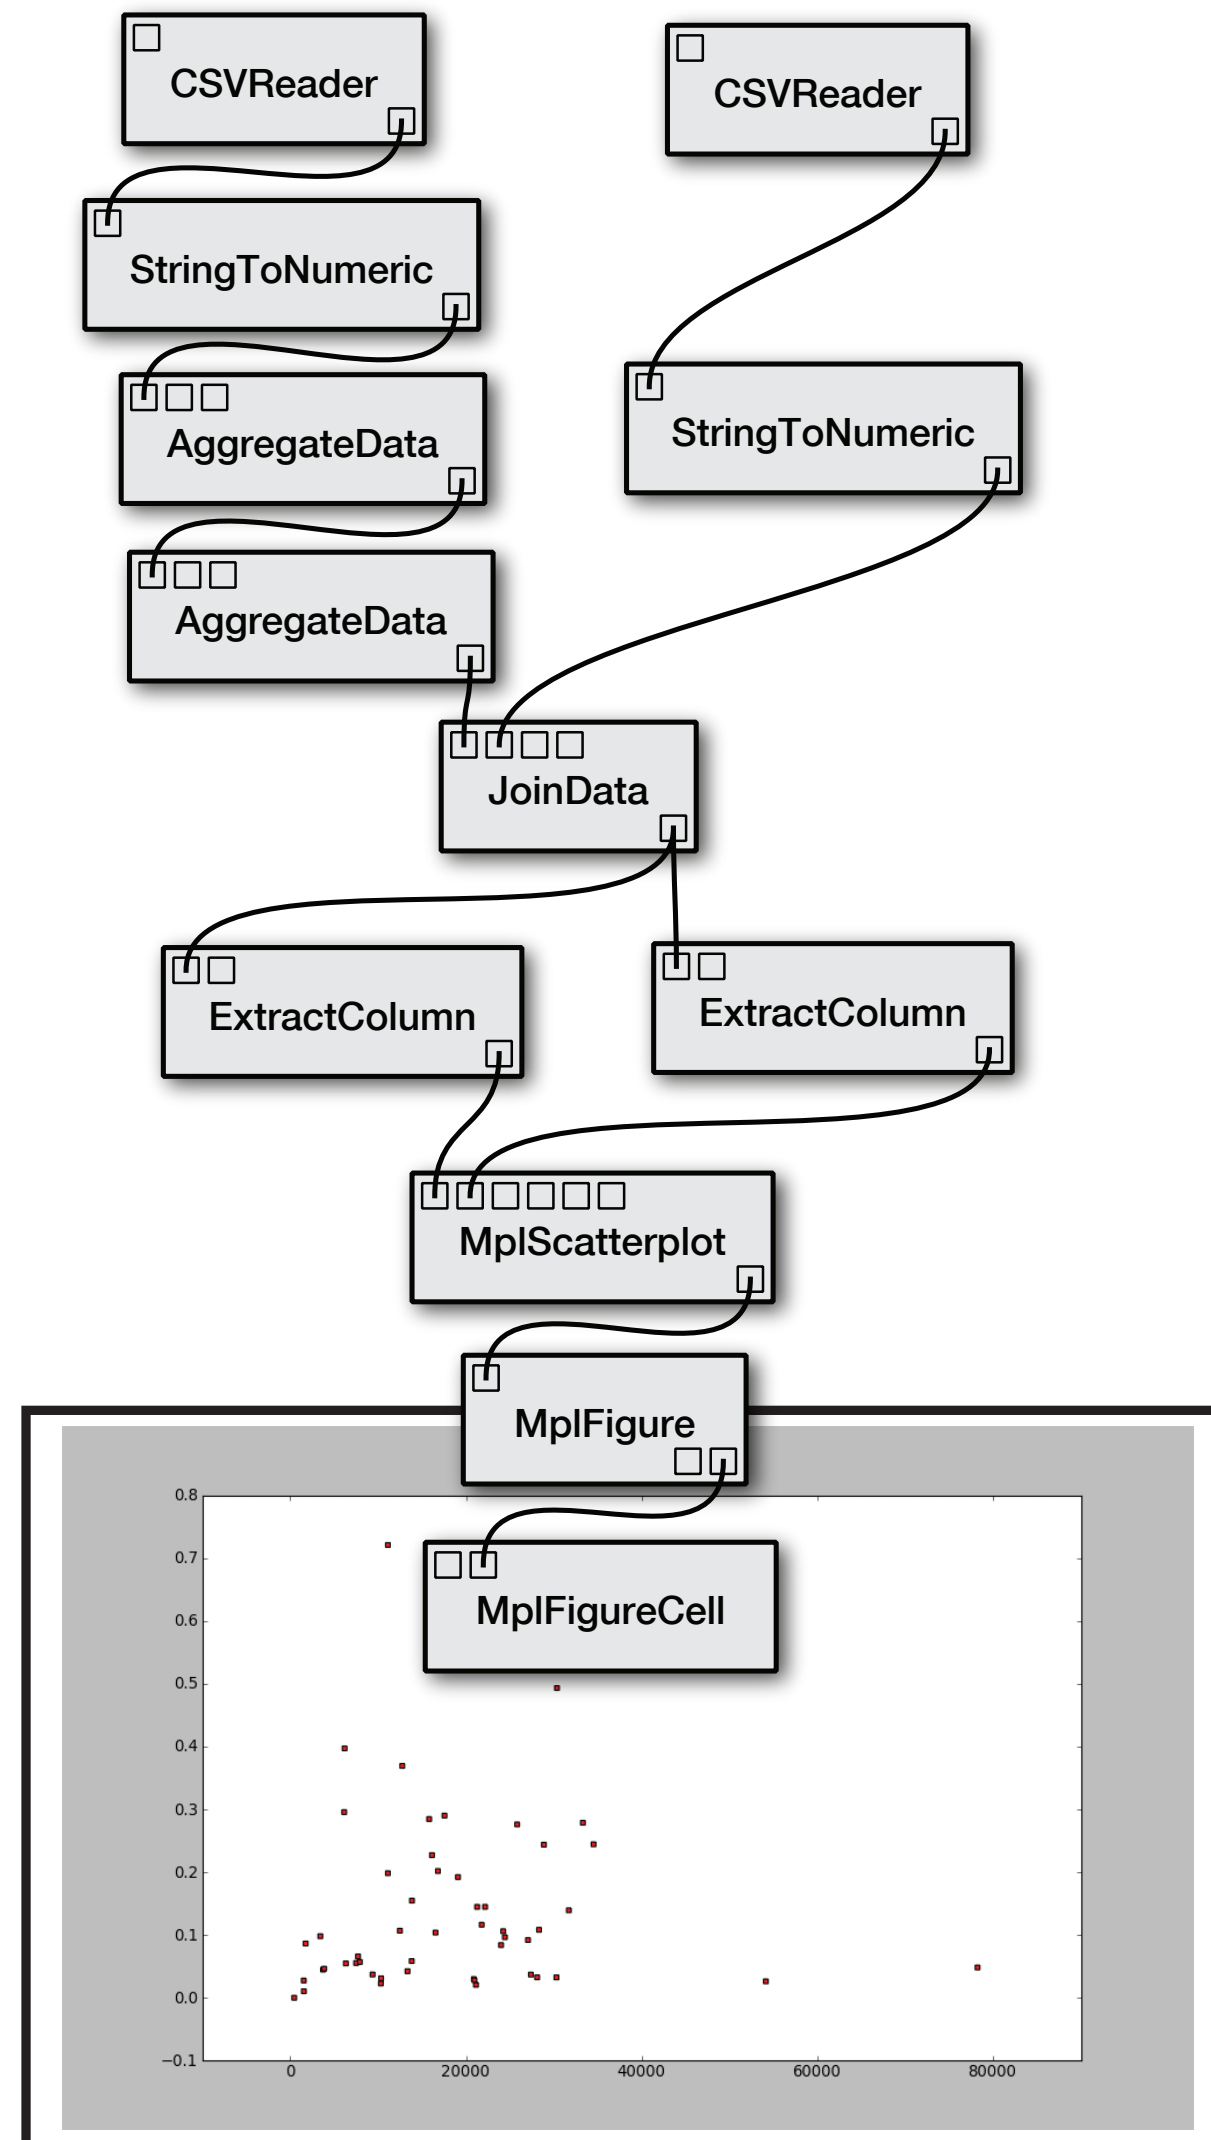 CSVReader
CSVReader
StringToNumeric
AggregateData
StringToNumeric
AggregateData
JoinData
ExtractColumn
ExtractColumn
MplScatterplot
MplFigure
MplFigureCell
0.8
0.7
0.6
0.5
0.4
0.3
0.2
0.1
0.0
−0.1
0 20000 40000 60000 80000